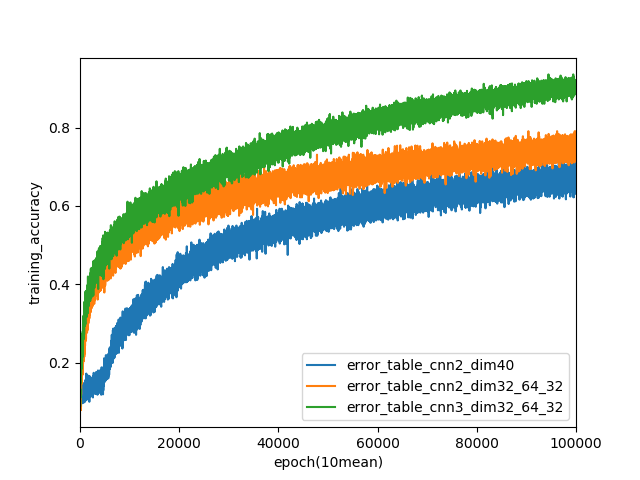 0.8
0.6
0.4
0.2
training_accuracy
error_table_cnn2_dim40
error_table_cnn2_dim32_64_32
error_table_cnn3_dim32_64_32
0 20000 40000 60000 80000 100000
epoch(10mean)